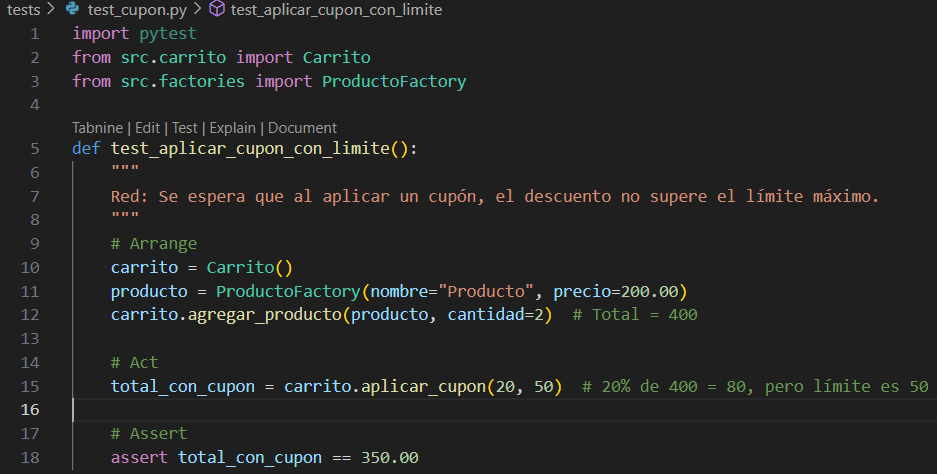 tests > test_cupon.py > test_aplicar_cupon_con_limite
1 import pytest
2 from src.carrito import Carrito
3 from src.factories import ProductoFactory
4
Tabnine | Edit | Test | Explain | Document
5 def test_aplicar_cupon_con_limite():
6     """
7     Red: Se espera que al aplicar un cupón, el descuento no supere el límite máximo.
8     """
9     # Arrange
10     carrito = Carrito()
11     producto = ProductoFactory(nombre="Producto", precio=200.00)
12     carrito.agregar_producto(producto, cantidad=2)  # Total = 400
13
14     # Act
15     total_con_cupon = carrito.aplicar_cupon(20, 50)  # 20% de 400 = 80, pero límite es 50
16
17     # Assert
18     assert total_con_cupon == 350.00